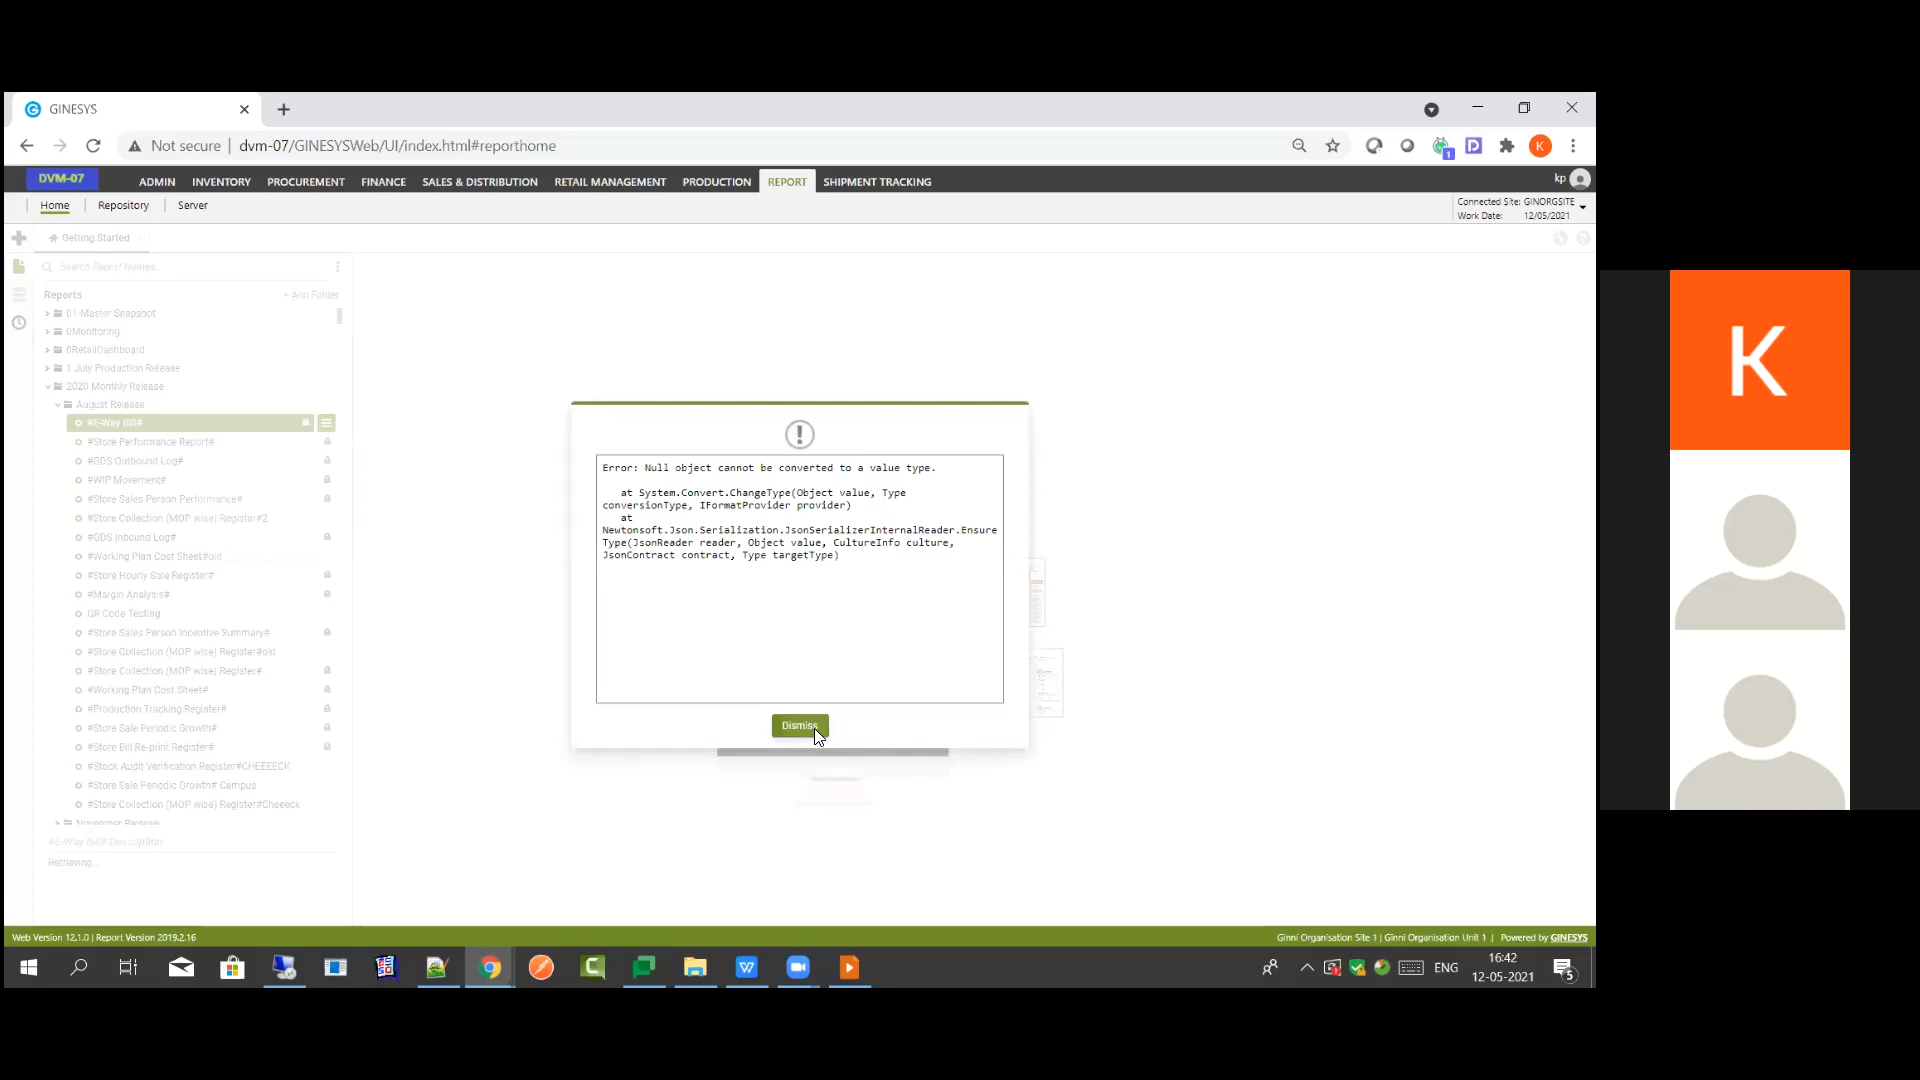 GINESYS
Not secure | dvm-07/GINESYSWeb/UI/index.html#reporthome
K
DVM-07
ADMIN INVENTORY PROCUREMENT FINANCE SALES & DISTRIBUTION RETAIL MANAGEMENT PRODUCTION REPORT SHIPMENT TRACKING
kp
Home Repository Server
Connected Site: GINORGSITE
Work Date: 12/05/2021
Getting Started
Search Report Names...
Reports
+ Add Folder
01-Master Snapshot
0Monitoring
0RetailDashboard
1 July Production Release
2020 Monthly Release
August Release
#E-Way Bill#
#Store Performance Report#
#GDS Outbound Log#
#WIP Movement#
#Store Sales Person Performance#
#Store Collection (MOP wise) Register#2
#GDS Inbound Log#
#Working Plan Cost Sheet#old
#Store Hourly Sale Register#
#Margin Analysis#
QR Code Testing
#Store Sales Person Incentive Summary#
#Store Collection (MOP wise) Register#old
#Store Collection (MOP wise) Register#
#Working Plan Cost Sheet#
#Production Tracking Register#
#Store Sale Periodic Growth#
#Store Bill Re-print Register#
#Stock Audit Verification Register#CHEEEECK
#Store Sale Periodic Growth# Campus
#Store Collection (MOP wise) Register#Cheeeck
November Release
#E-Way Bill# Description
Retrieving...
Error: Null object cannot be converted to a value type.
at System.Convert.ChangeType(Object value, Type
conversionType, IFormatProvider provider)
at
Newtonsoft.Json.Serialization.JsonSerializerInternalReader.Ensure
Type(JsonReader reader, Object value, CultureInfo culture,
JsonContract contract, Type targetType)
Dismiss
Web Version 12.1.0 | Report Version 2019.2.16
Ginni Organisation Site 1 | Ginni Organisation Unit 1 | Powered by GINESYS
ENG
16:42
12-05-2021
5
K